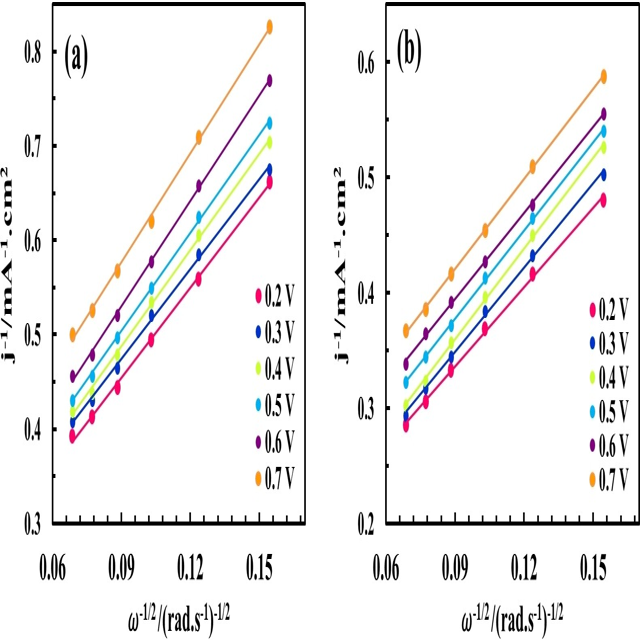 (a)
0.8
0.7
0.6
0.5
0.4
0.3
j⁻¹/mA⁻¹.cm²
0.2 V
0.3 V
0.4 V
0.5 V
0.6 V
0.7 V
0.06 0.09 0.12 0.15
ω⁻¹/²/(rad.s⁻¹)⁻¹/²
(b)
0.6
0.5
0.4
0.3
0.2
j⁻¹/mA⁻¹.cm²
0.2 V
0.3 V
0.4 V
0.5 V
0.6 V
0.7 V
0.06 0.09 0.12 0.15
ω⁻¹/²/(rad.s⁻¹)⁻¹/²